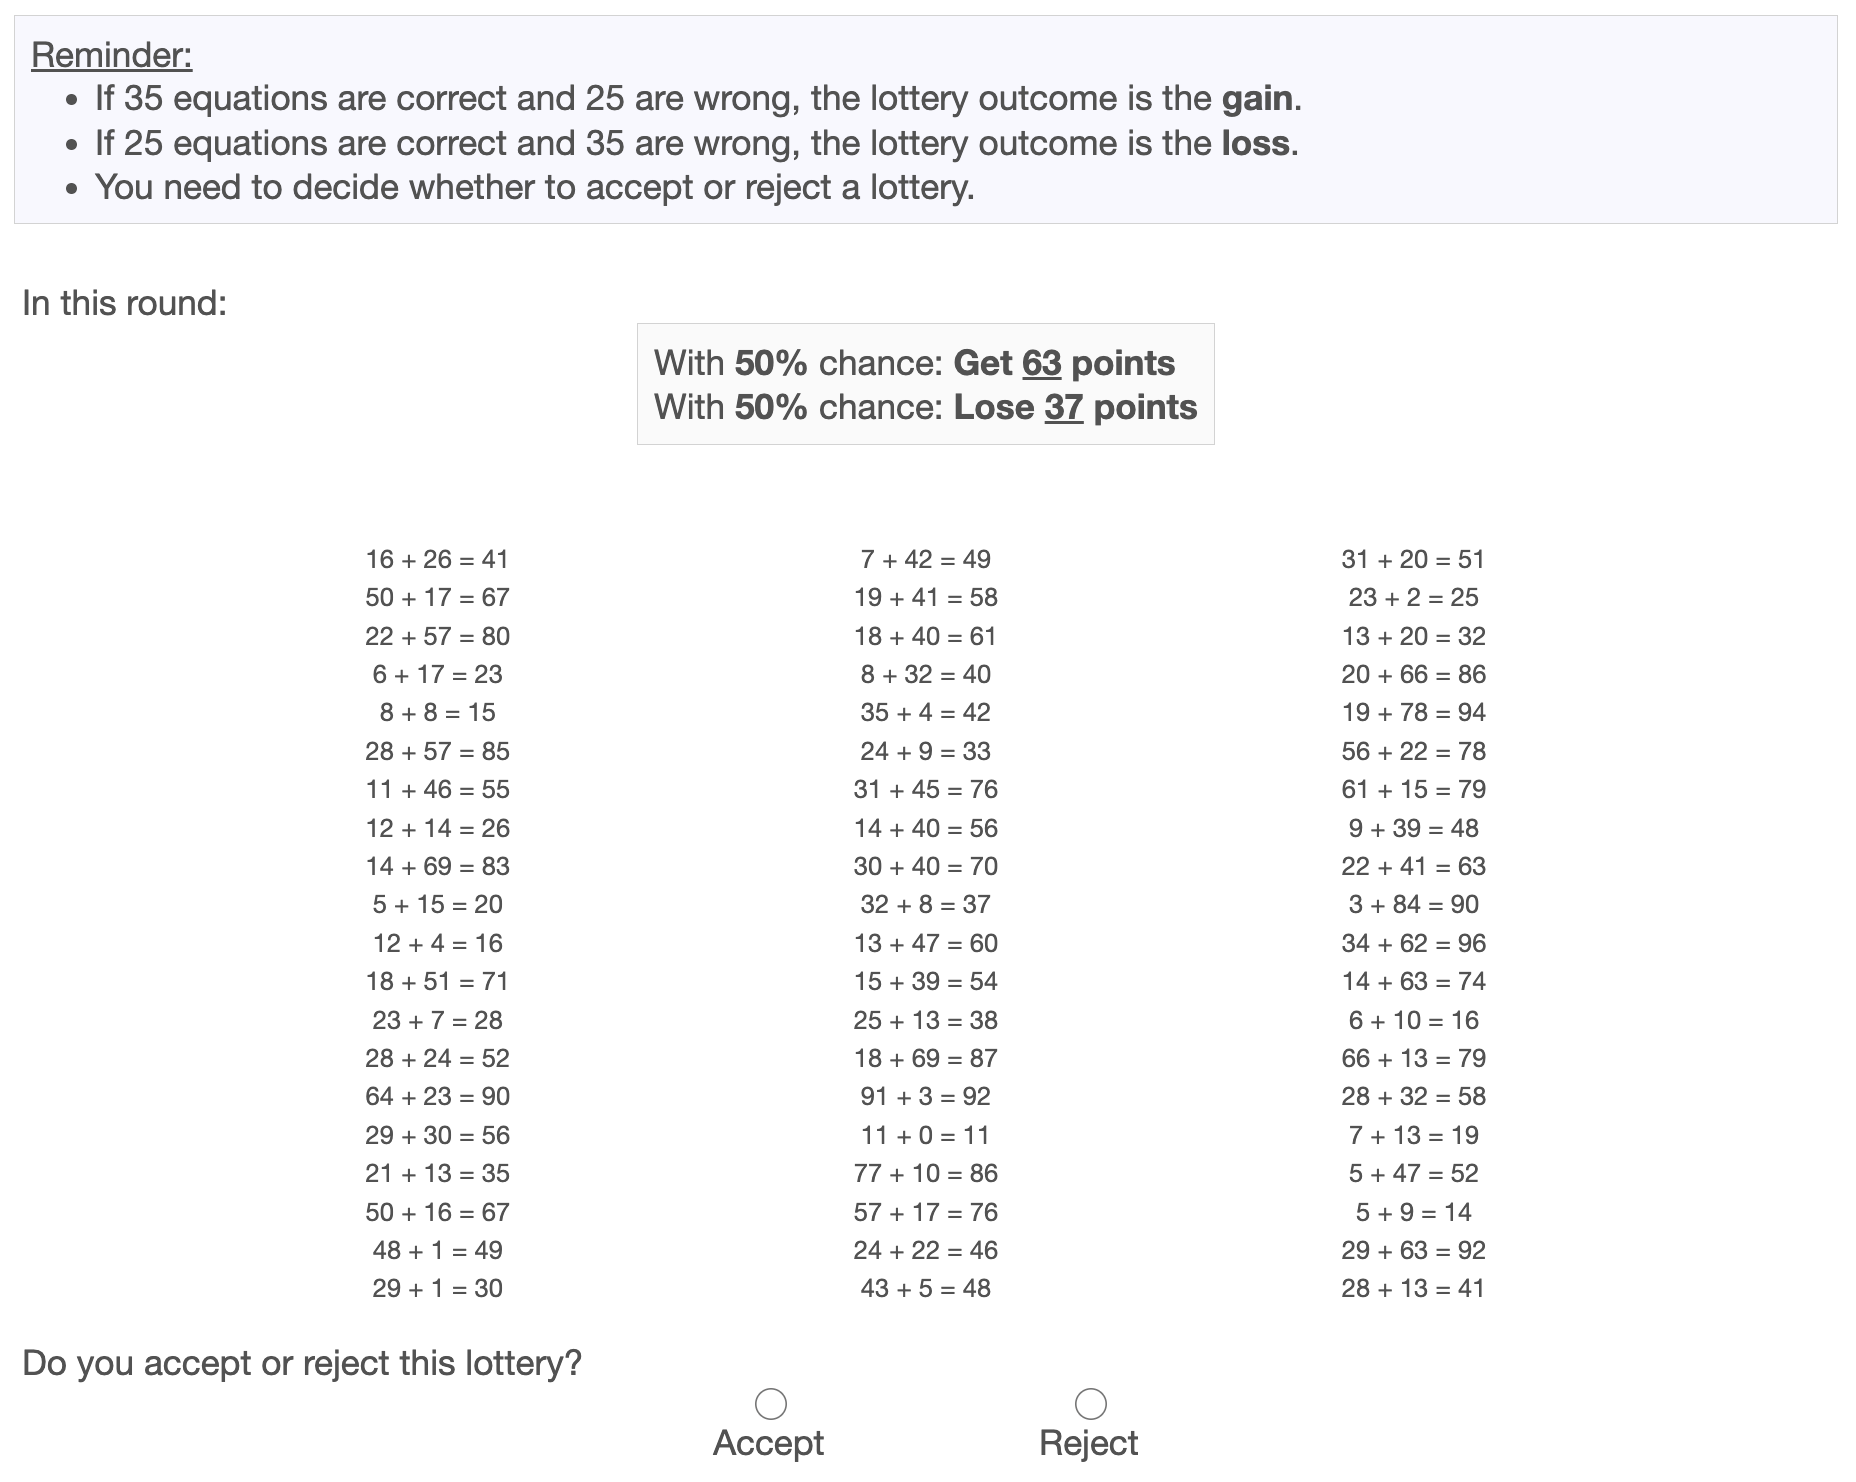 Reminder:
• If 35 equations are correct and 25 are wrong, the lottery outcome is the gain.
• If 25 equations are correct and 35 are wrong, the lottery outcome is the loss.
• You need to decide whether to accept or reject a lottery.
In this round:
With 50% chance: Get 63 points
With 50% chance: Lose 37 points
16 + 26 = 41 7 + 42 = 49 31 + 20 = 51
50 + 17 = 67 19 + 41 = 58 23 + 2 = 25
22 + 57 = 80 18 + 40 = 61 13 + 20 = 32
6 + 17 = 23 8 + 32 = 40 20 + 66 = 86
8 + 8 = 15 35 + 4 = 42 19 + 78 = 94
28 + 57 = 85 24 + 9 = 33 56 + 22 = 78
11 + 46 = 55 31 + 45 = 76 61 + 15 = 79
12 + 14 = 26 14 + 40 = 56 9 + 39 = 48
14 + 69 = 83 30 + 40 = 70 22 + 41 = 63
5 + 15 = 20 32 + 8 = 37 3 + 84 = 90
12 + 4 = 16 13 + 47 = 60 34 + 62 = 96
18 + 51 = 71 15 + 39 = 54 14 + 63 = 74
23 + 7 = 28 25 + 13 = 38 6 + 10 = 16
28 + 24 = 52 18 + 69 = 87 66 + 13 = 79
64 + 23 = 90 91 + 3 = 92 28 + 32 = 58
29 + 30 = 56 11 + 0 = 11 7 + 13 = 19
21 + 13 = 35 77 + 10 = 86 5 + 47 = 52
50 + 16 = 67 57 + 17 = 76 5 + 9 = 14
48 + 1 = 49 24 + 22 = 46 29 + 63 = 92
29 + 1 = 30 43 + 5 = 48 28 + 13 = 41
Do you accept or reject this lottery?
Accept Reject